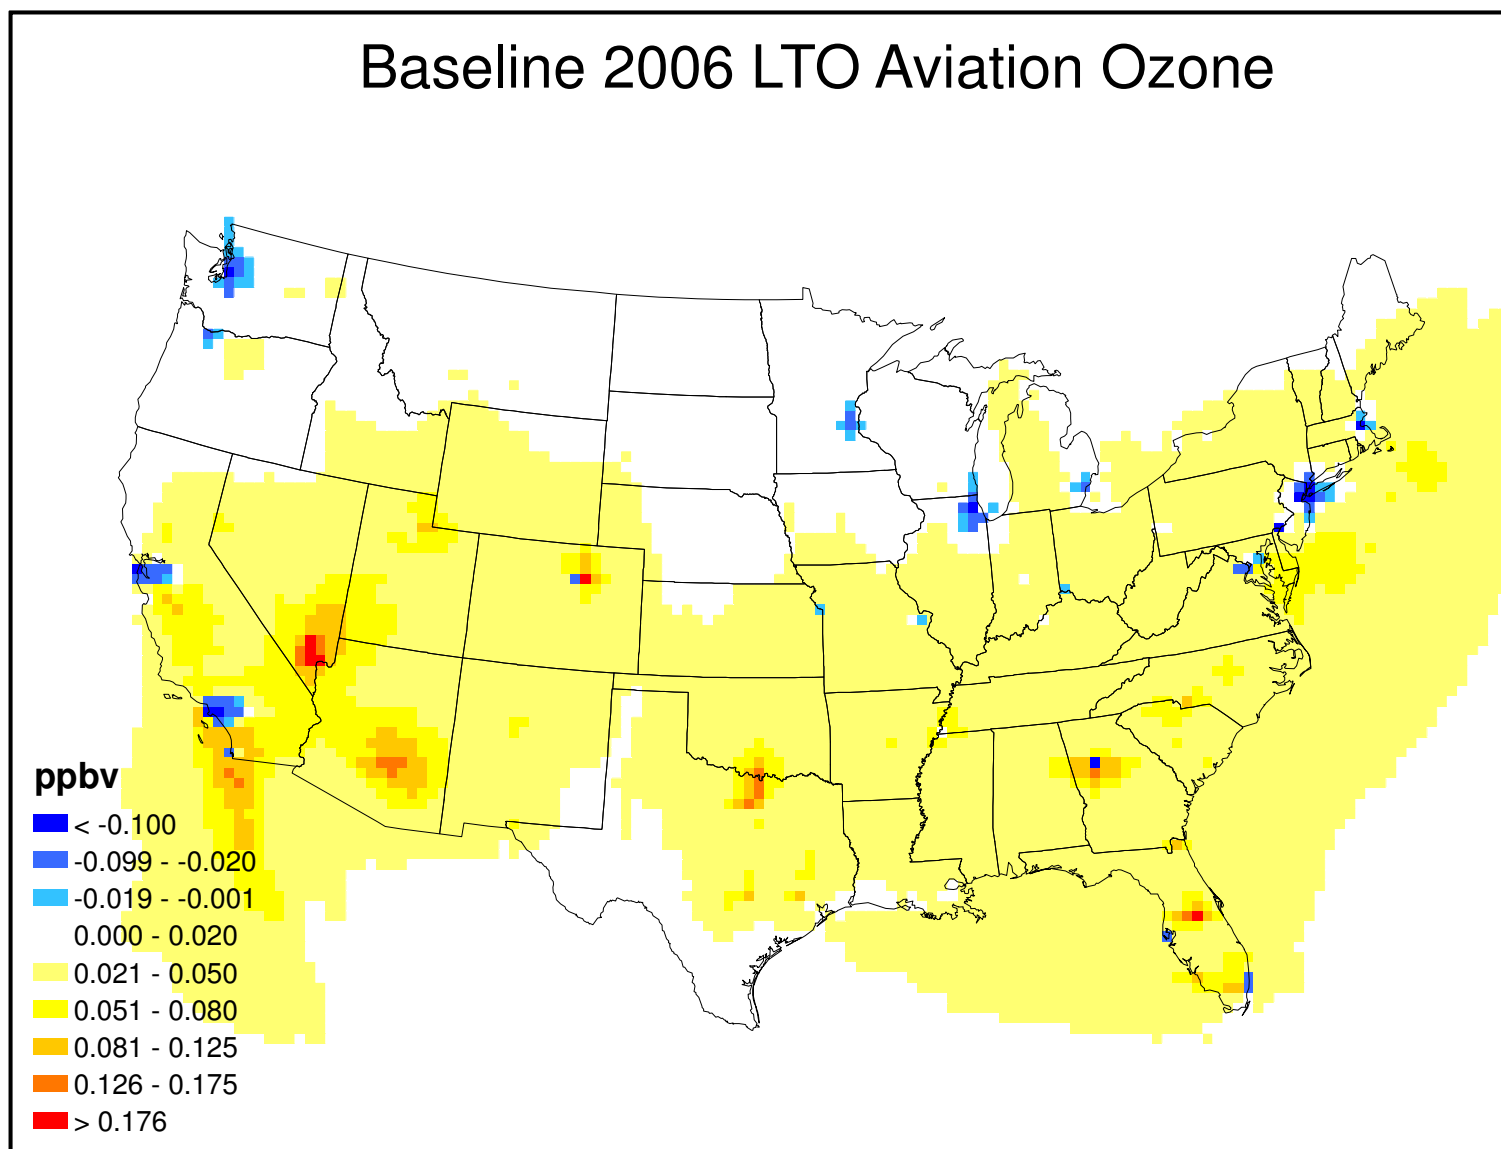 Baseline 2006 LTO Aviation Ozone
ppbv
< -0.100
-0.099 - -0.020
-0.019 - -0.001
0.000 - 0.020
0.021 - 0.050
0.051 - 0.080
0.081 - 0.125
0.126 - 0.175
> 0.176